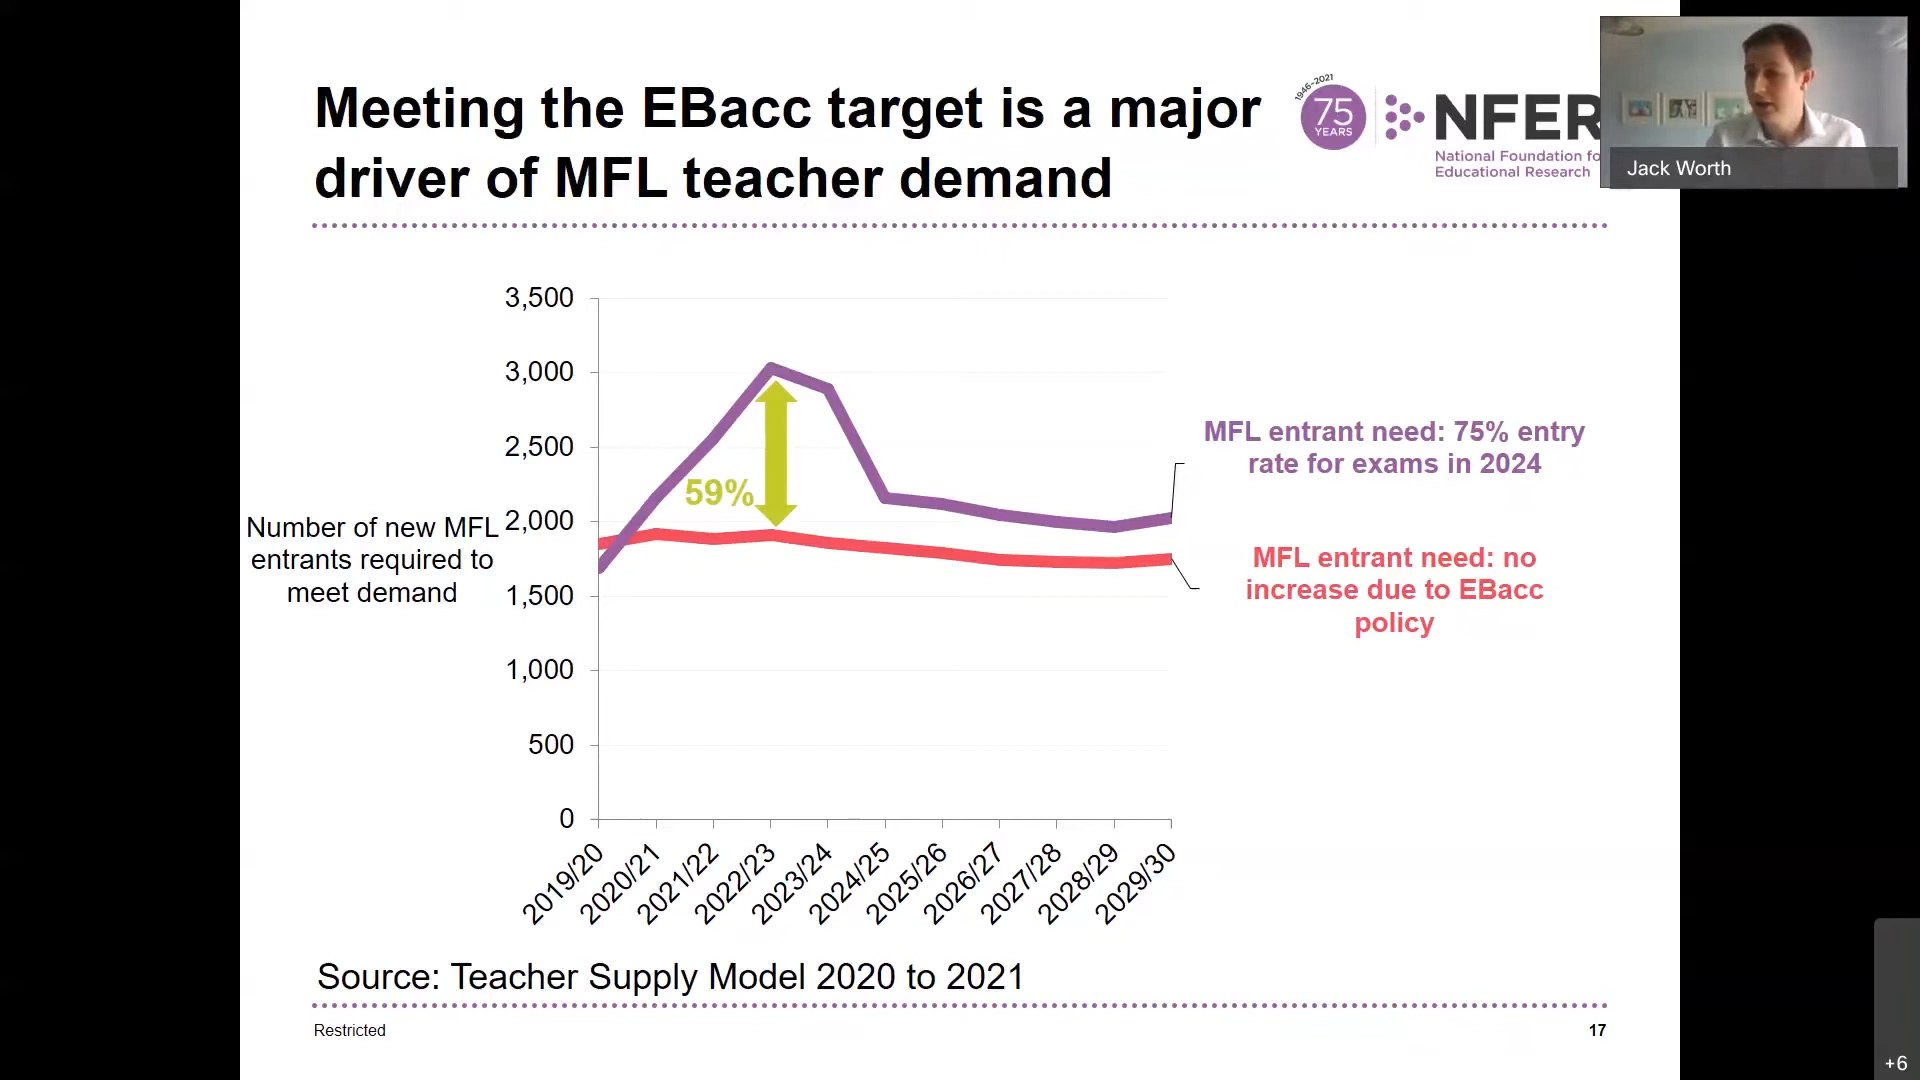 Meeting the EBacc target is a major
driver of MFL teacher demand
1946-2021
75
YEARS
NFER
National Foundation fo
Educational Research
Jack Worth
3,500
3,000
2,500
2,000
1,500
1,000
500
0
Number of new MFL
entrants required to
meet demand
59%
MFL entrant need: 75% entry
rate for exams in 2024
MFL entrant need: no
increase due to EBacc
policy
2019/20
2020/21
2021/22
2022/23
2023/24
2024/25
2025/26
2026/27
2027/28
2028/29
2029/30
Source: Teacher Supply Model 2020 to 2021
Restricted
17
+6